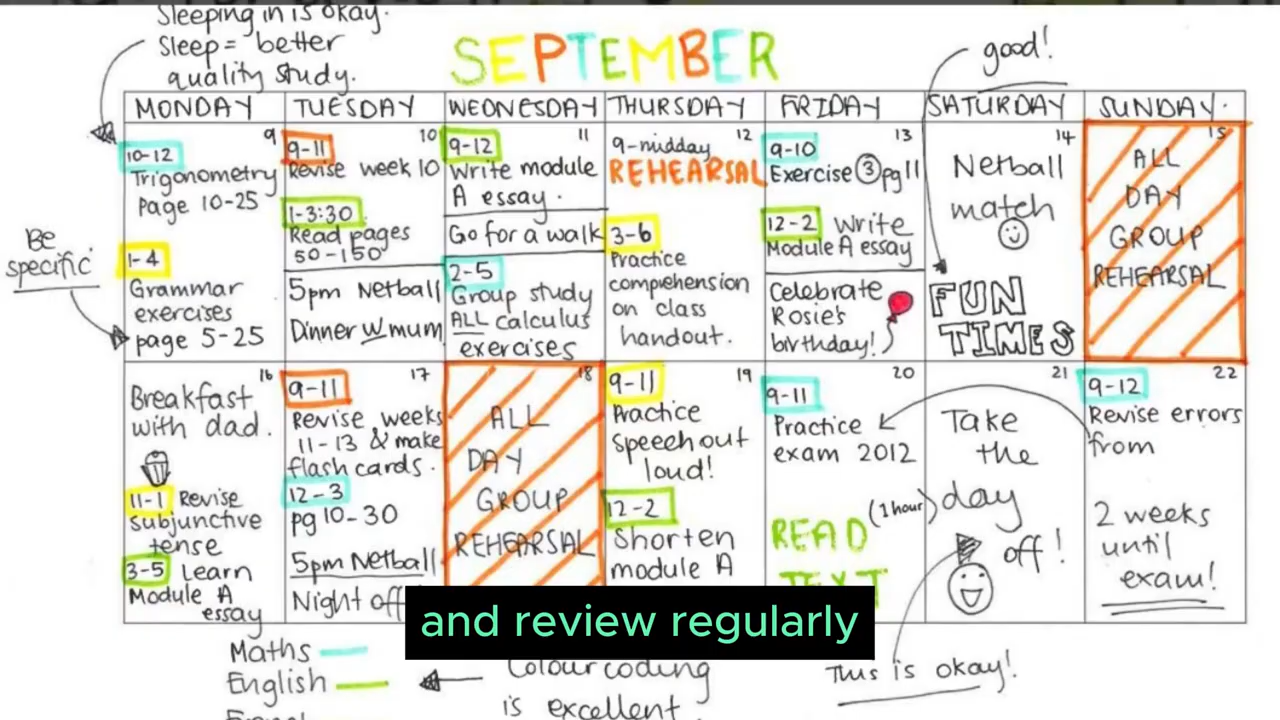 Sleeping in is okay.
Sleep = better
quality study.
SEPTEMBER
good!
MONDAY
TUESDAY
WEDNESDAY
THURSDAY
FRIDAY
SATURDAY
SUNDAY.
9
10-12
Trigonometry
Page 10-25
1-4
Grammar
exercises
page 5-25
Be
specific
10
9-11
Revise week 10
1-3:30
Read pages
50-150
5pm Netball
Dinner w mum
11
9-12
Write module
A essay.
Go for a walk
2-5
Group study
ALL calculus
exercises
12
9-midday
REHEARSAL
3-6
Practice
comprehension
on class
handout.
13
9-10
Exercise 3 pg 11
12-2 Write
Module A essay
Celebrate
Rosie's
birthday!
14
Netball
match
FUN
TIMES
15
ALL
DAY
GROUP
REHEARSAL
16
Breakfast
with dad.
11-1 Revise
subjunctive
tense
3-5 Learn
Module A
essay
17
9-11
Revise weeks
11-13 & make
flash cards.
12-3
pg 10-30
5pm Netball
Night off
18
ALL
DAY
GROUP
REHEARSAL
19
9-11
Practice
speech out
loud!
12-2
Shorten
module A
20
9-11
Practice
exam 2012
(1 hour)
READ
TEXT
21
Take
the
day
off!
22
9-12
Revise errors
from
2 weeks
until
exam!
and review regularly
Maths
English
Colour coding
is excellent
This is okay!